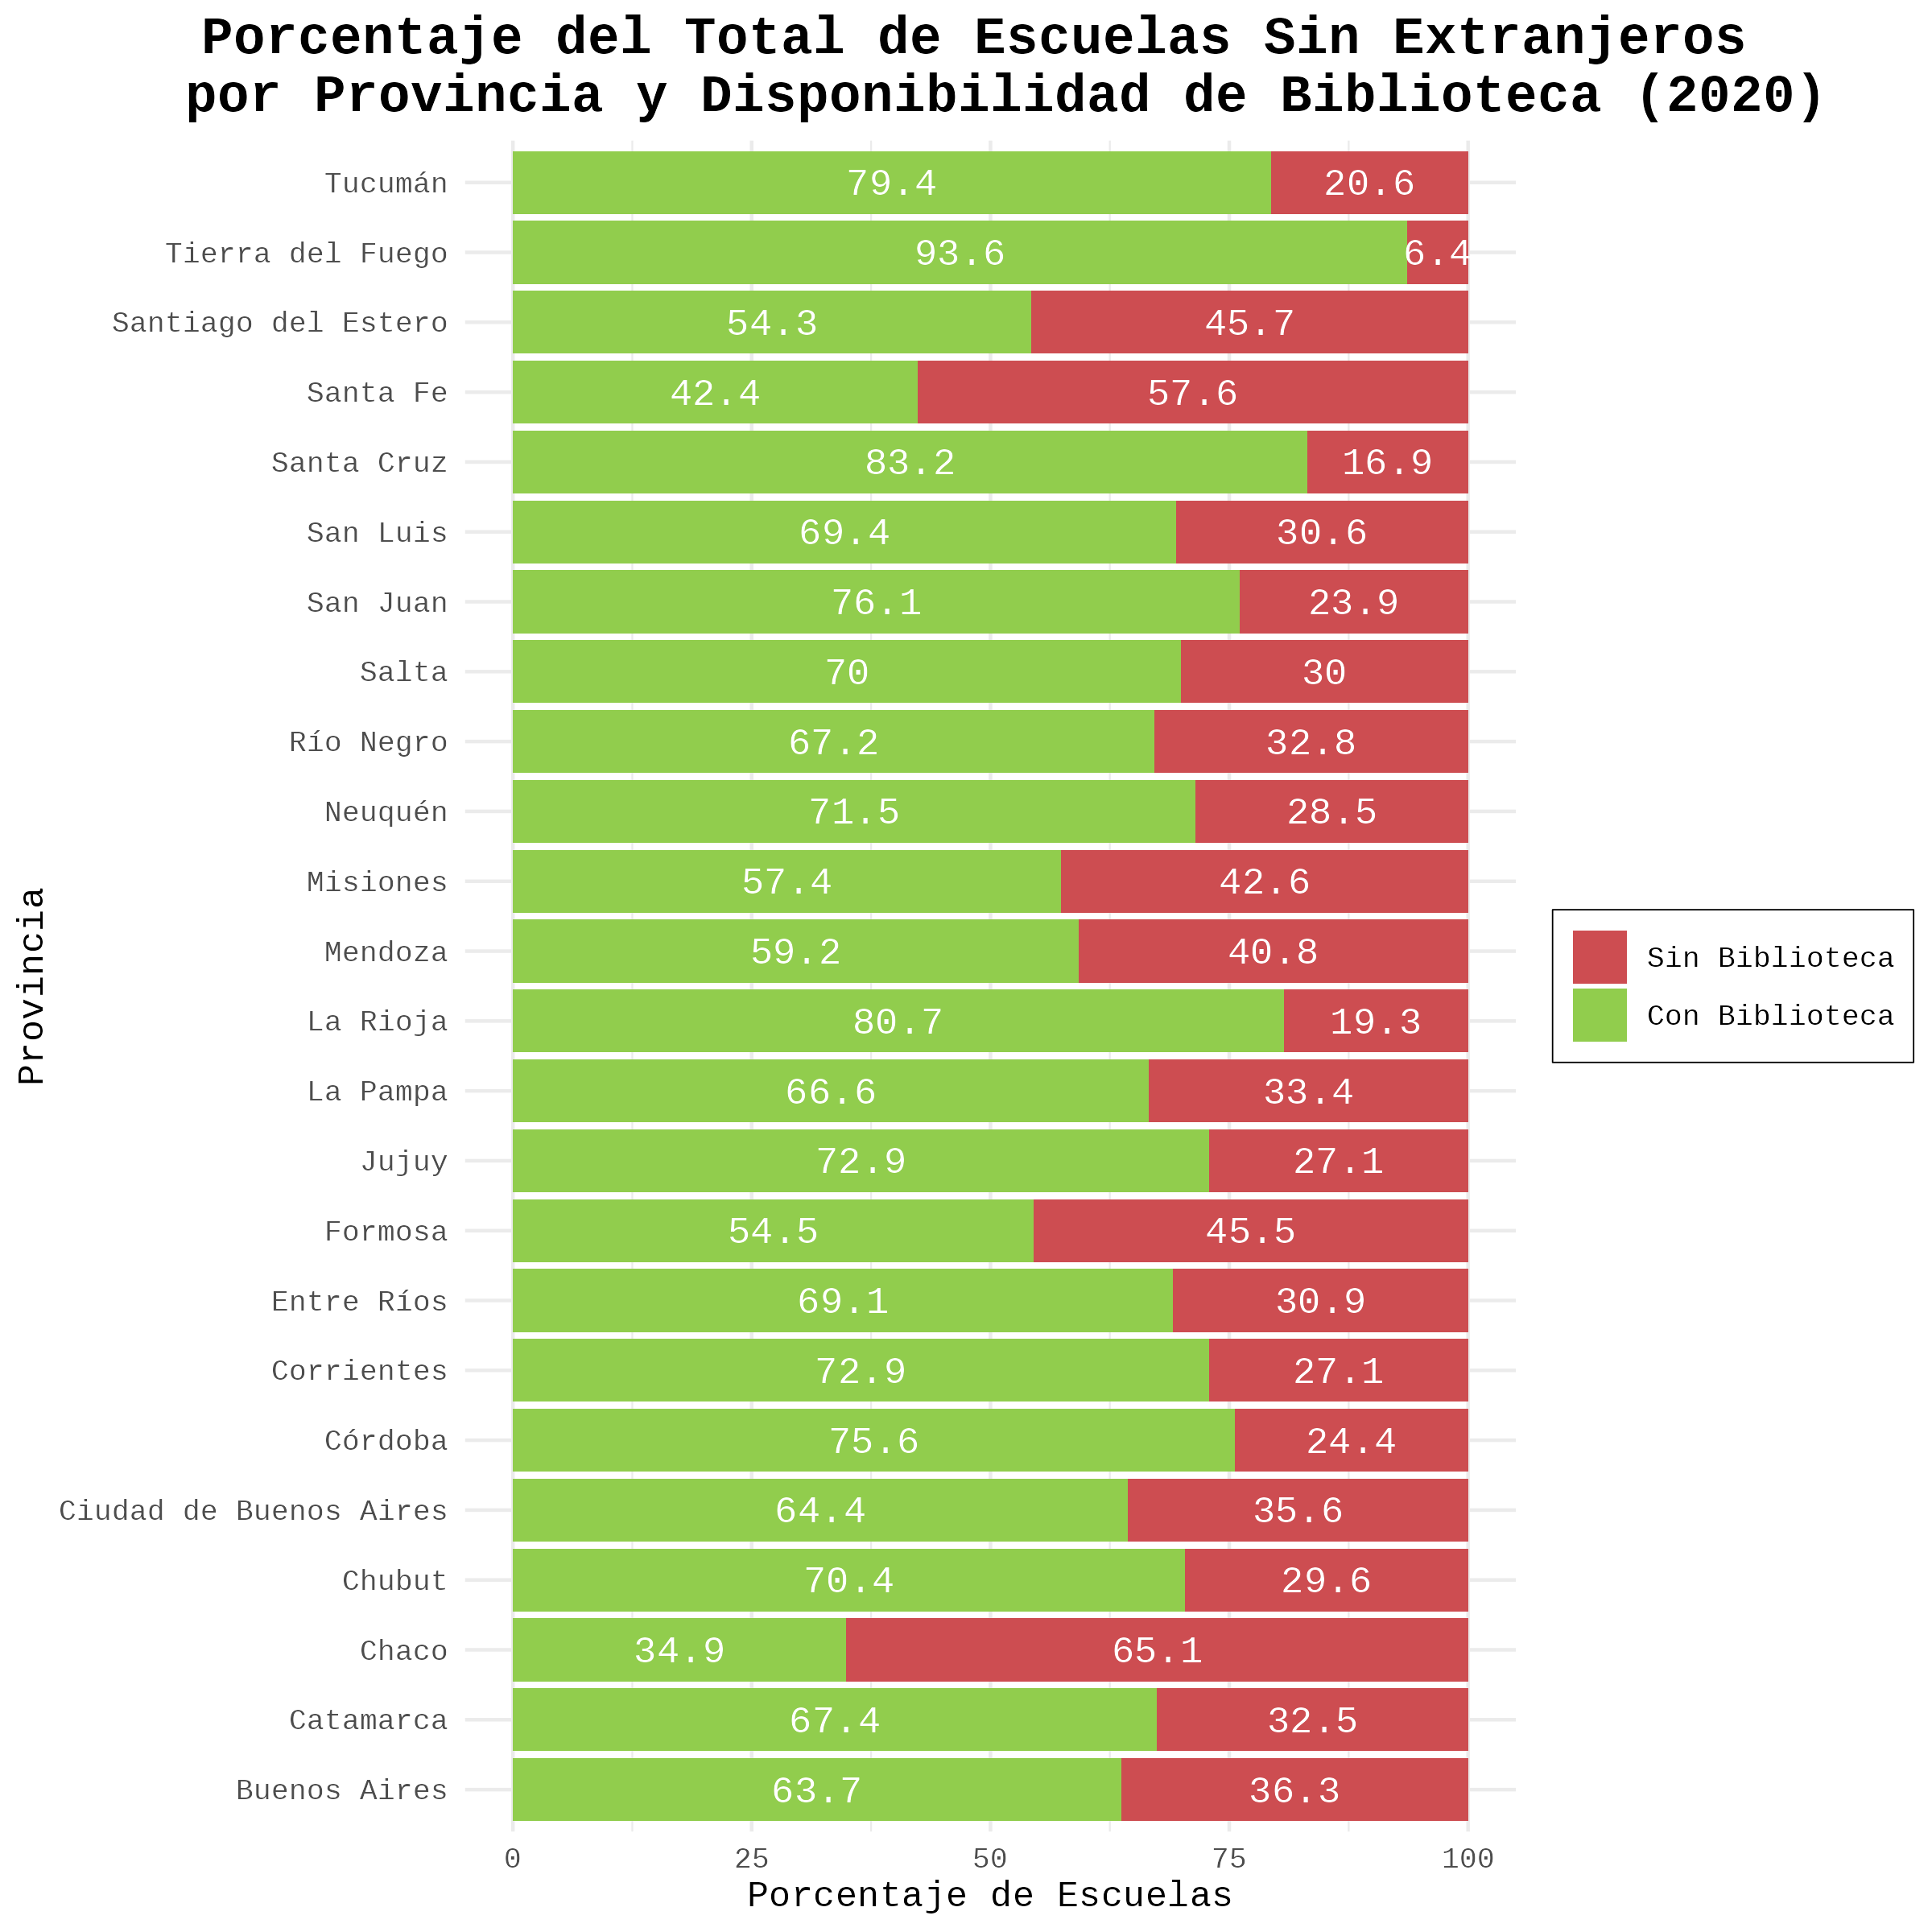 Porcentaje del Total de Escuelas Sin Extranjeros
por Provincia y Disponibilidad de Biblioteca (2020)
Tucumán 79.4 20.6
Tierra del Fuego 93.6 6.4
Santiago del Estero 54.3 45.7
Santa Fe 42.4 57.6
Santa Cruz 83.2 16.9
San Luis 69.4 30.6
San Juan 76.1 23.9
Salta 70 30
Río Negro 67.2 32.8
Neuquén 71.5 28.5
Misiones 57.4 42.6
Mendoza 59.2 40.8
La Rioja 80.7 19.3
La Pampa 66.6 33.4
Jujuy 72.9 27.1
Formosa 54.5 45.5
Entre Ríos 69.1 30.9
Corrientes 72.9 27.1
Córdoba 75.6 24.4
Ciudad de Buenos Aires 64.4 35.6
Chubut 70.4 29.6
Chaco 34.9 65.1
Catamarca 67.4 32.5
Buenos Aires 63.7 36.3
0 25 50 75 100
Porcentaje de Escuelas
Provincia
Sin Biblioteca
Con Biblioteca